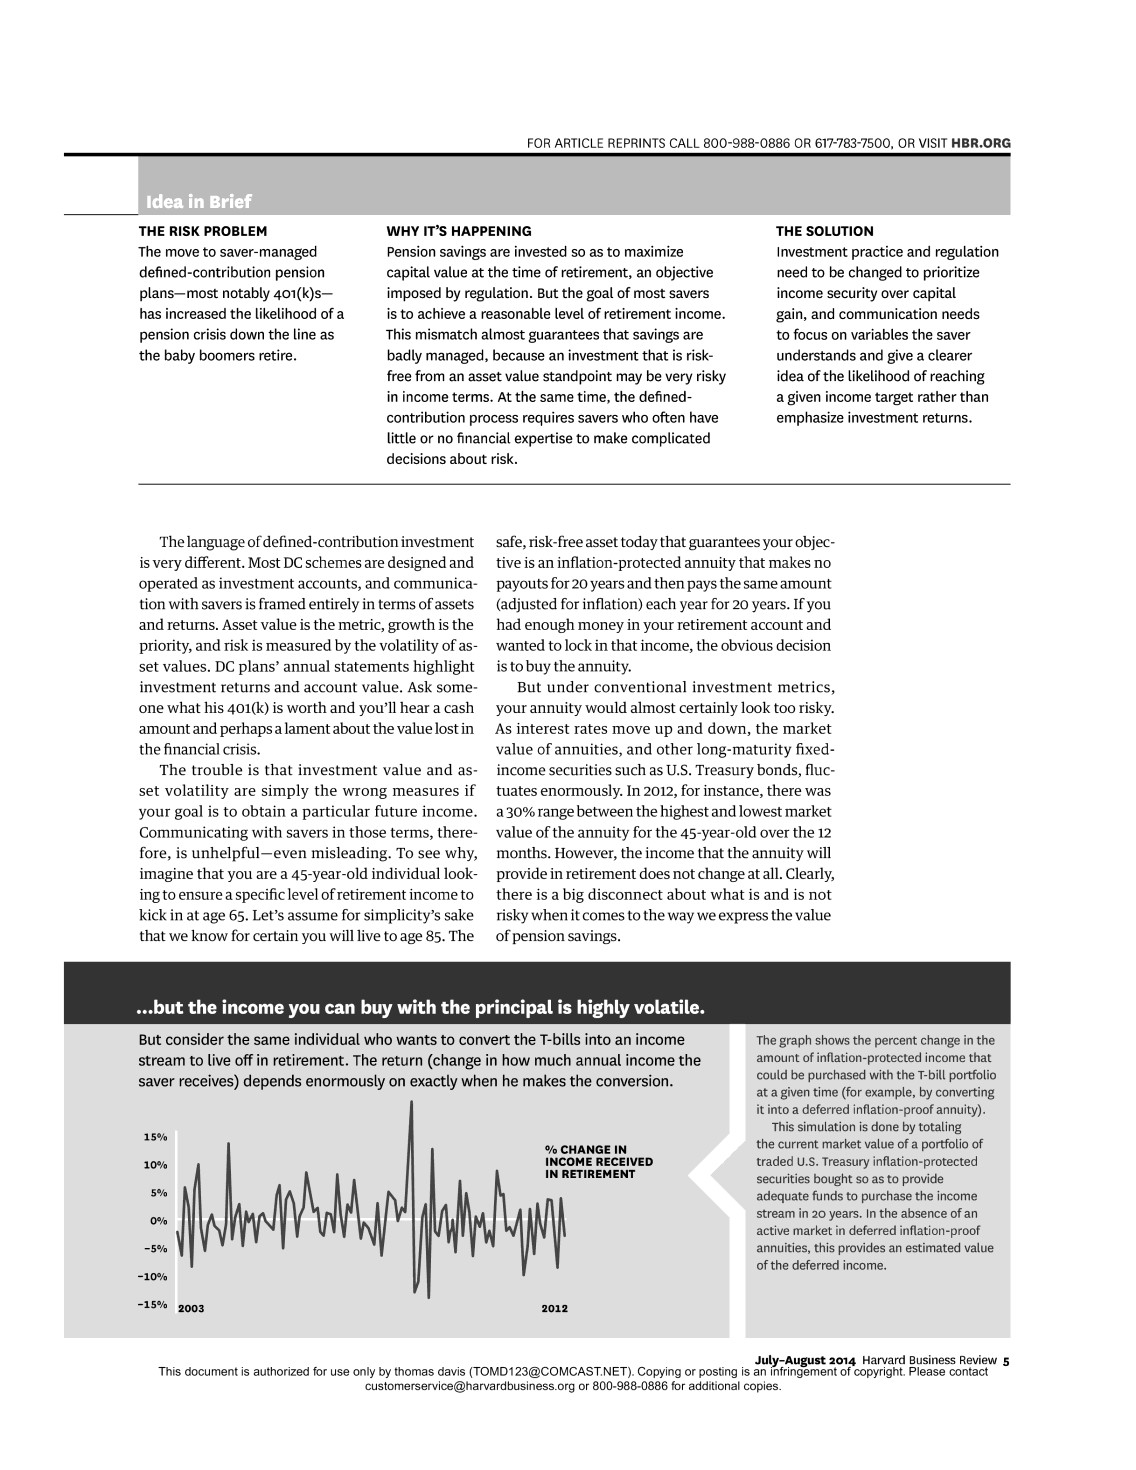 FOR ARTICLE REPRINTS CALL 800-988-0886 OR 617-783-7500, OR VISIT HBR.ORG
Idea in Brief
THE RISK PROBLEM
The move to saver-managed
defined-contribution pension
plans—most notably 401(k)s—
has increased the likelihood of a
pension crisis down the line as
the baby boomers retire.
WHY IT'S HAPPENING
Pension savings are invested so as to maximize
capital value at the time of retirement, an objective
imposed by regulation. But the goal of most savers
is to achieve a reasonable level of retirement income.
This mismatch almost guarantees that savings are
badly managed, because an investment that is risk-
free from an asset value standpoint may be very risky
in income terms. At the same time, the defined-
contribution process requires savers who often have
little or no financial expertise to make complicated
decisions about risk.
THE SOLUTION
Investment practice and regulation
need to be changed to prioritize
income security over capital
gain, and communication needs
to focus on variables the saver
understands and give a clearer
idea of the likelihood of reaching
a given income target rather than
emphasize investment returns.
The language of defined-contribution investment
is very different. Most DC schemes are designed and
operated as investment accounts, and communica-
tion with savers is framed entirely in terms of assets
and returns. Asset value is the metric, growth is the
priority, and risk is measured by the volatility of as-
set values. DC plans' annual statements highlight
investment returns and account value. Ask some-
one what his 401(k) is worth and you'll hear a cash
amount and perhaps a lament about the value lost in
the financial crisis.
The trouble is that investment value and as-
set volatility are simply the wrong measures if
your goal is to obtain a particular future income.
Communicating with savers in those terms, there-
fore, is unhelpful—even misleading. To see why,
imagine that you are a 45-year-old individual look-
ing to ensure a specific level of retirement income to
kick in at age 65. Let's assume for simplicity's sake
that we know for certain you will live to age 85. The
safe, risk-free asset today that guarantees your objec-
tive is an inflation-protected annuity that makes no
payouts for 20 years and then pays the same amount
(adjusted for inflation) each year for 20 years. If you
had enough money in your retirement account and
wanted to lock in that income, the obvious decision
is to buy the annuity.
But under conventional investment metrics,
your annuity would almost certainly look too risky.
As interest rates move up and down, the market
value of annuities, and other long-maturity fixed-
income securities such as U.S. Treasury bonds, fluc-
tuates enormously. In 2012, for instance, there was
a 30% range between the highest and lowest market
value of the annuity for the 45-year-old over the 12
months. However, the income that the annuity will
provide in retirement does not change at all. Clearly,
there is a big disconnect about what is and is not
risky when it comes to the way we express the value
of pension savings.
...but the income you can buy with the principal is highly volatile.
But consider the same individual who wants to convert the T-bills into an income
stream to live off in retirement. The return (change in how much annual income the
saver receives) depends enormously on exactly when he makes the conversion.
15%
10%
5%
0%
–5%
–10%
–15%
2003
2012
% CHANGE IN
INCOME RECEIVED
IN RETIREMENT
The graph shows the percent change in the
amount of inflation-protected income that
could be purchased with the T-bill portfolio
at a given time (for example, by converting
it into a deferred inflation-proof annuity).
This simulation is done by totaling
the current market value of a portfolio of
traded U.S. Treasury inflation-protected
securities bought so as to provide
adequate funds to purchase the income
stream in 20 years. In the absence of an
active market in deferred inflation-proof
annuities, this provides an estimated value
of the deferred income.
July–August 2014 Harvard Business Review 5
This document is authorized for use only by thomas davis (TOMD123@COMCAST.NET). Copying or posting is an infringement of copyright. Please contact
customerservice@harvardbusiness.org or 800-988-0886 for additional copies.